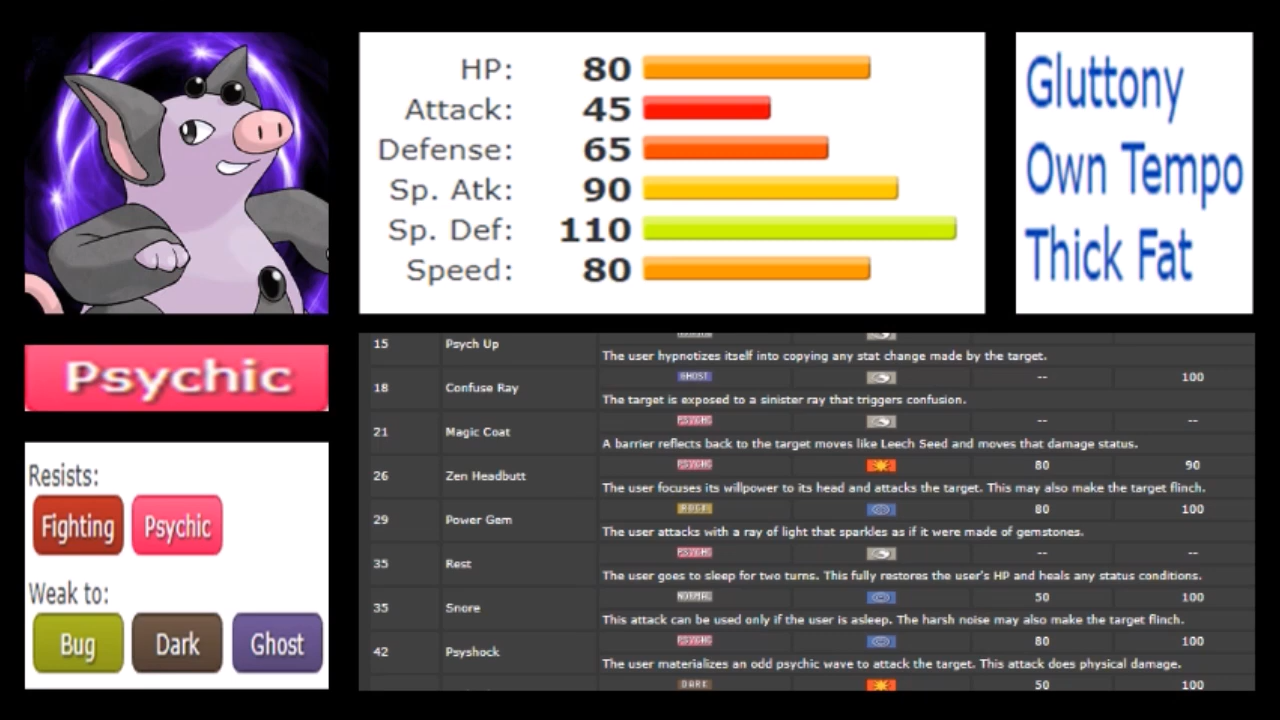 HP: 80
Attack: 45
Defense: 65
Sp. Atk: 90
Sp. Def: 110
Speed: 80
Gluttony
Own Tempo
Thick Fat
Psychic
Resists:
Fighting Psychic
Weak to:
Bug Dark Ghost
15 Psych Up
The user hypnotizes itself into copying any stat change made by the target.
18 Confuse Ray GHOST -- 100
The target is exposed to a sinister ray that triggers confusion.
21 Magic Coat PSYCHC -- --
A barrier reflects back to the target moves like Leech Seed and moves that damage status.
26 Zen Headbutt PSYCHC 80 90
The user focuses its willpower to its head and attacks the target. This may also make the target flinch.
29 Power Gem ROCK 80 100
The user attacks with a ray of light that sparkles as if it were made of gemstones.
35 Rest PSYCHC -- --
The user goes to sleep for two turns. This fully restores the user's HP and heals any status conditions.
35 Snore NORMAL 50 100
This attack can be used only if the user is asleep. The harsh noise may also make the target flinch.
42 Psyshock PSYCHC 80 100
The user materializes an odd psychic wave to attack the target. This attack does physical damage.
DARK 50 100